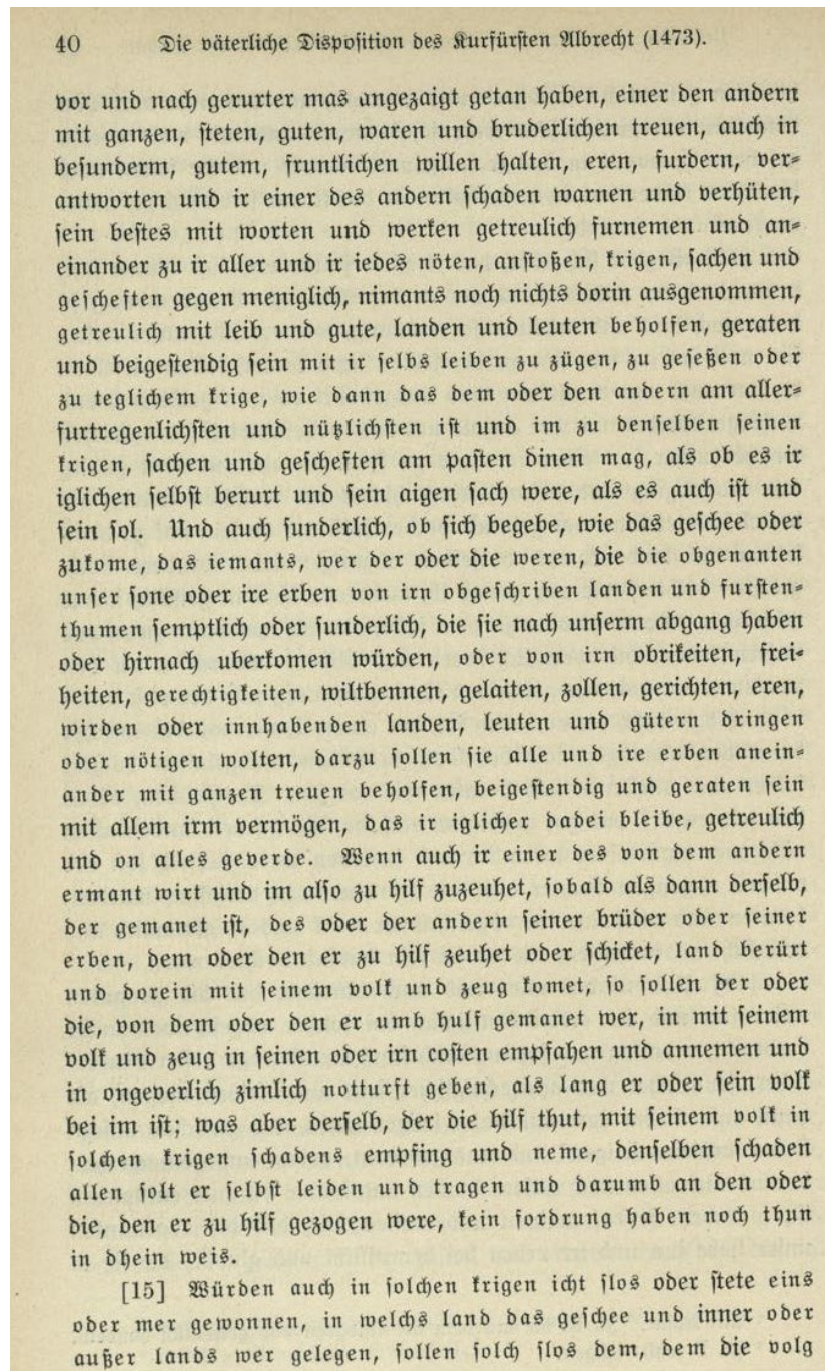 40 Die väterliche Disposition des Kurfürsten Albrecht (1473).
vor und nach gerurter mas angezaigt getan haben, einer den andern
mit ganzen, steten, guten, waren und bruderlichen treuen, auch in
besunderm, gutem, fruntlichen willen halten, eren, furdern, ver-
antworten und ir einer des andern schaden warnen und verhüten,
sein bestes mit worten und werken getreulich furnemen und an-
einander zu ir aller und ir iedes nöten, anstoßen, krigen, sachen und
gescheften gegen meniglich, nimants noch nichts dorin ausgenommen,
getreulich mit leib und gute, landen und leuten beholfen, geraten
und beigestendig sein mit ir selbs leiben zu zügen, zu geseßen oder
zu teglichem krige, wie dann das dem oder den andern am aller-
furtregenlichsten und nützlichsten ist und im zu denselben seinen
krigen, sachen und gescheften am pasten dinen mag, als ob es ir
iglichen selbst berurt und sein aigen sach were, als es auch ist und
sein sol. Und auch sunderlich, ob sich begebe, wie das geschee oder
zukome, das iemants, wer der oder die weren, die die obgenanten
unser sone oder ire erben von irn obgeschriben landen und fursten-
thumen semptlich oder sunderlich, die sie nach unserm abgang haben
oder hirnach uberkomen würden, oder von irn obrikeiten, frei-
heiten, gerechtigkeiten, wiltbennen, gelaiten, zollen, gerichten, eren,
wirden oder innhabenden landen, leuten und gütern dringen
oder nötigen wolten, darzu sollen sie alle und ire erben anein-
ander mit ganzen treuen beholfen, beigestendig und geraten sein
mit allem irm vermögen, das ir iglicher dabei bleibe, getreulich
und on alles geverde. Wenn auch ir einer des von dem andern
ermant wirt und im also zu hilf zuzeuhet, sobald als dann derselb,
der gemanet ist, des oder der andern seiner brüder oder seiner
erben, dem oder den er zu hilf zeuhet oder schicket, land berürt
und dorein mit seinem volk und zeug komet, so sollen der oder
die, von dem oder den er umb hulf gemanet wer, in mit seinem
volk und zeug in seinen oder irn costen empfahen und annemen und
in ongeverlich zimlich notturft geben, als lang er oder sein volk
bei im ist; was aber derselb, der die hilf thut, mit seinem volk in
solchen krigen schadens empfing und neme, denselben schaden
allen solt er selbst leiden und tragen und darumb an den oder
die, den er zu hilf gezogen were, kein fordrung haben noch thun
in dhein weis.
[15] Würden auch in solchen krigen icht slos oder stete eins
oder mer gewonnen, in welchs land das geschee und inner oder
außer lands wer gelegen, sollen solch slos dem, dem die volg